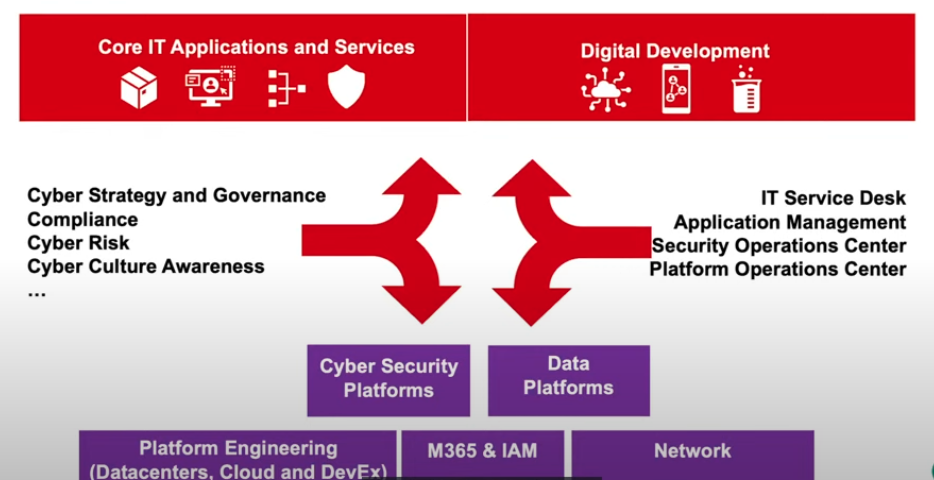 Core IT Applications and Services
Digital Development
Cyber Strategy and Governance
Compliance
Cyber Risk
Cyber Culture Awareness
...
IT Service Desk
Application Management
Security Operations Center
Platform Operations Center
Cyber Security
Platforms
Data
Platforms
Platform Engineering
(Datacenters, Cloud and DevEx)
M365 & IAM
Network